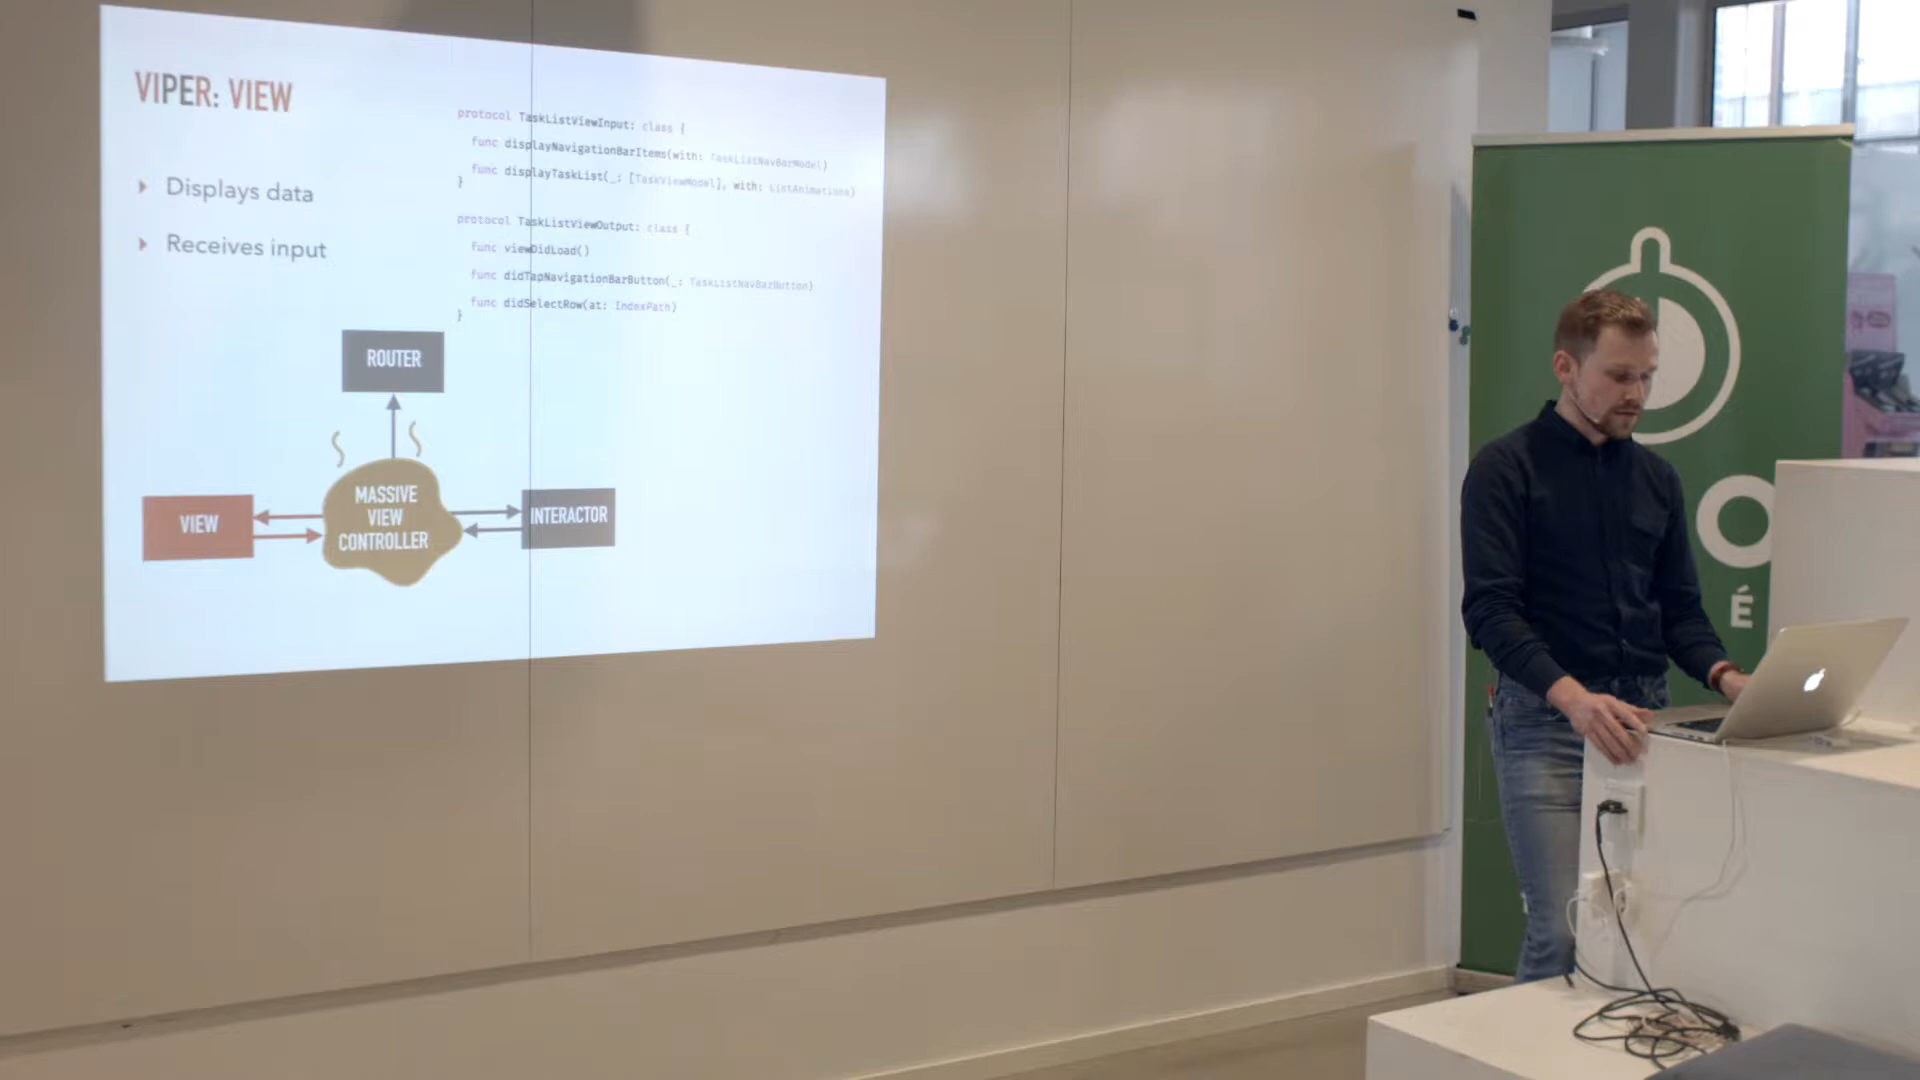 VIPER: VIEW
Displays data
Receives input
protocol TaskListViewInput: class {
func displayNavigationBarItems(with: TaskListNavBarModel)
func displayTaskList(_: [TaskViewModel], with: ListAnimations)
}
protocol TaskListViewOutput: class {
func viewDidLoad()
func didTapNavigationBarButton(_: TaskListNavBarButton)
func didSelectRow(at: IndexPath)
}
ROUTER
VIEW
MASSIVE
VIEW
CONTROLLER
INTERACTOR
O
É